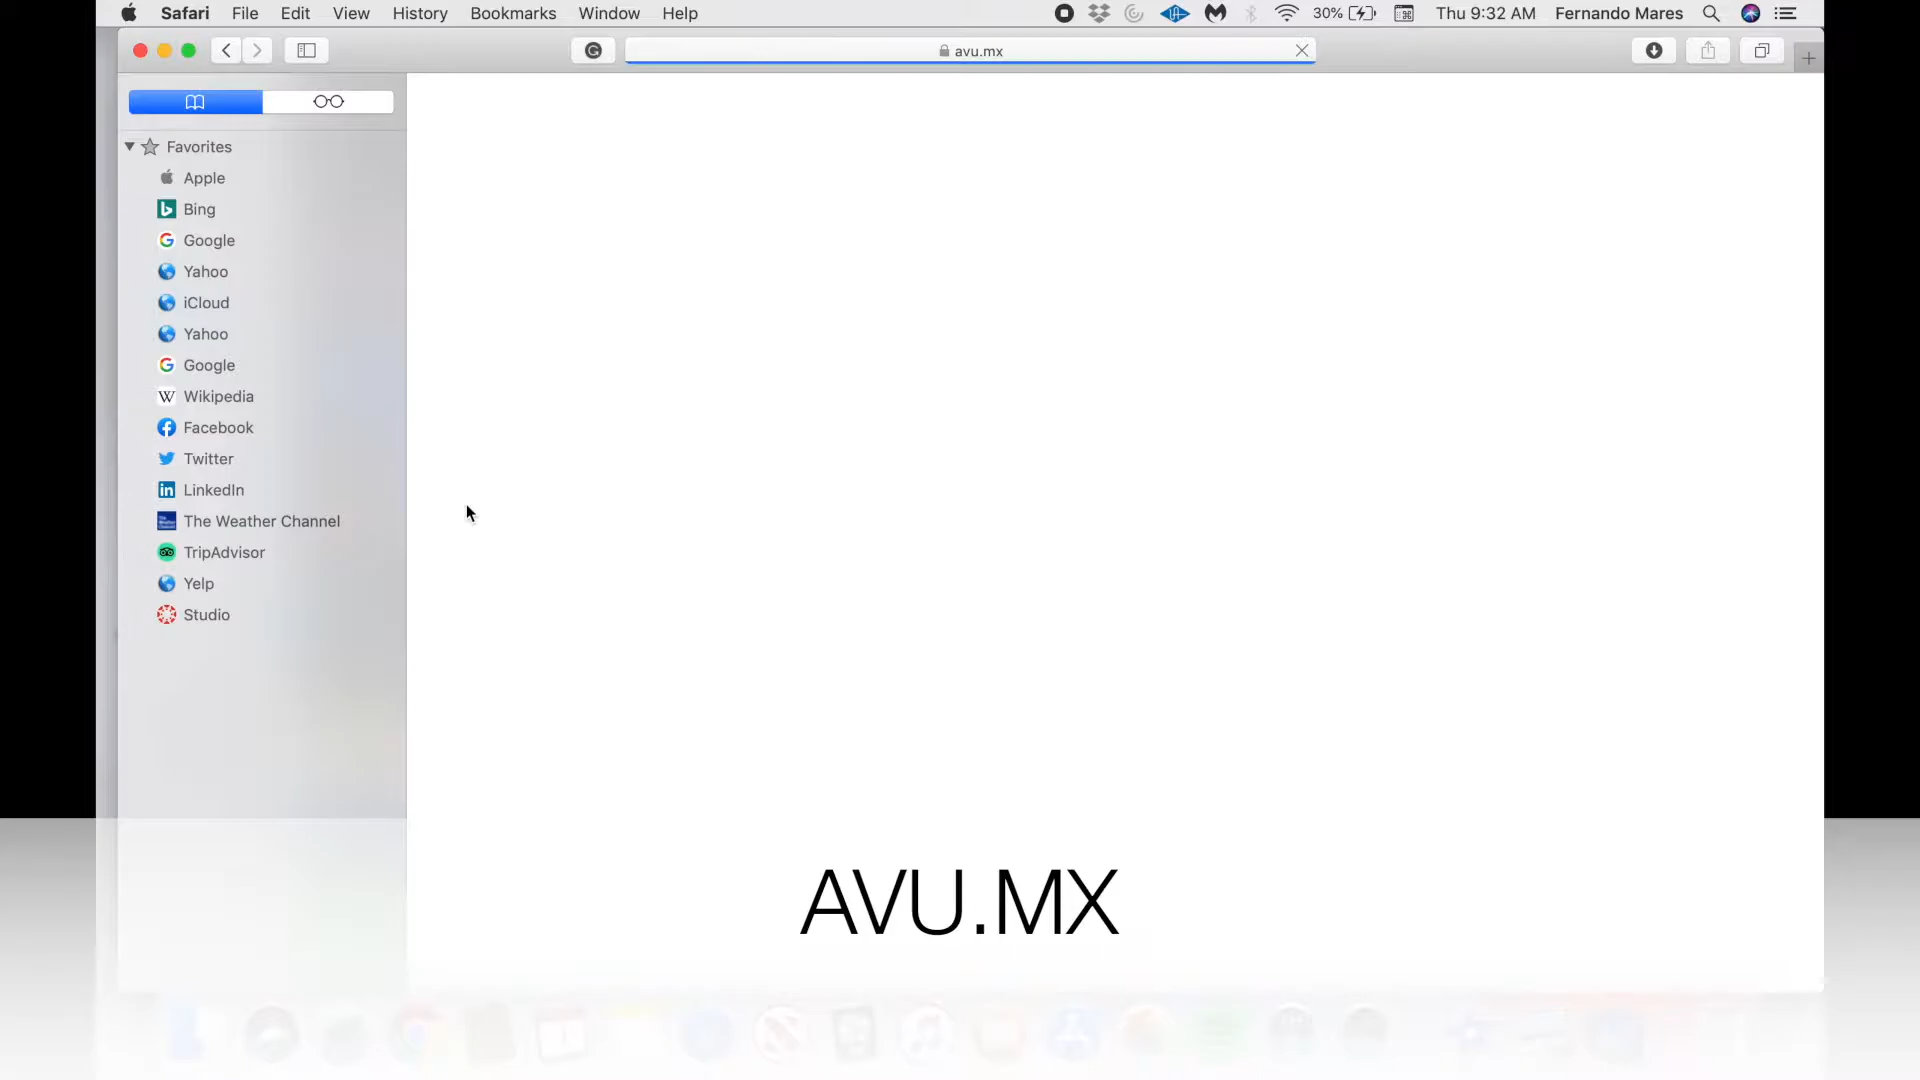 Safari File Edit View History Bookmarks Window Help 30% Thu 9:32 AM Fernando Mares
avu.mx
Favorites
Apple
Bing
Google
Yahoo
iCloud
Yahoo
Google
Wikipedia
Facebook
Twitter
LinkedIn
The Weather Channel
TripAdvisor
Yelp
Studio
AVU.MX